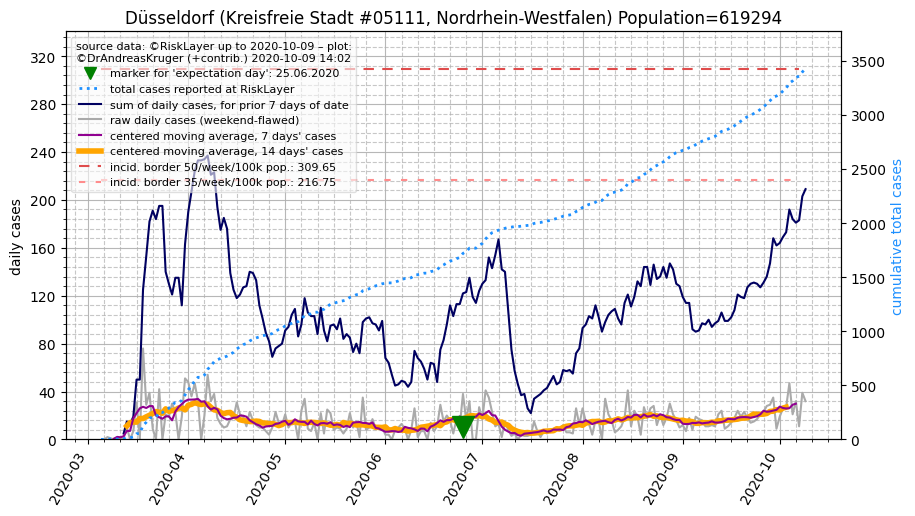 Düsseldorf (Kreisfreie Stadt #05111, Nordrhein-Westfalen) Population=619294
source data: ©RiskLayer up to 2020-10-09 – plot:
©DrAndreasKruger (+contrib.) 2020-10-09 14:02
marker for 'expectation day': 25.06.2020
total cases reported at RiskLayer
sum of daily cases, for prior 7 days of date
raw daily cases (weekend-flawed)
centered moving average, 7 days' cases
centered moving average, 14 days' cases
incid. border 50/week/100k pop.: 309.65
incid. border 35/week/100k pop.: 216.75
daily cases
320
280
240
200
160
120
80
40
0
3500
3000
2500
2000
1500
1000
500
0
cumulative total cases
2020-03
2020-04
2020-05
2020-06
2020-07
2020-08
2020-09
2020-10